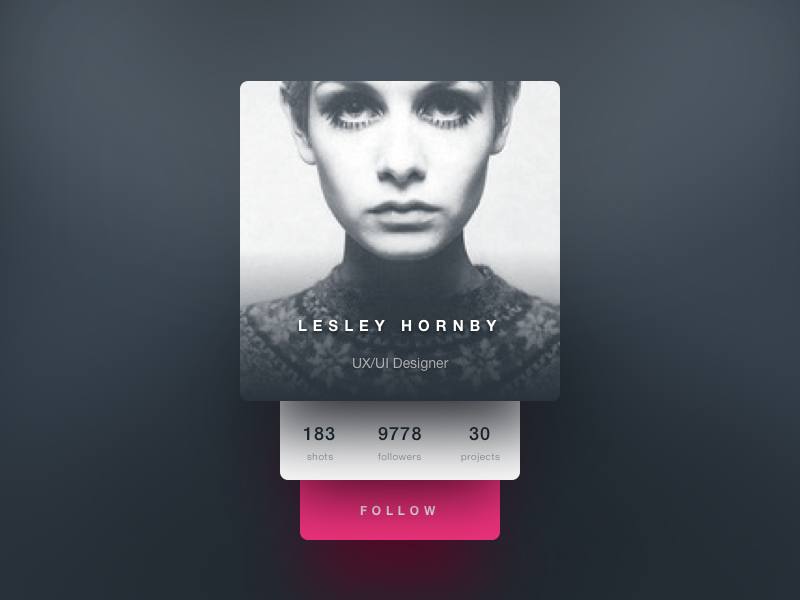 LESLEY HORNBY
UX/UI Designer
183 9778 30
shots followers projects
FOLLOW